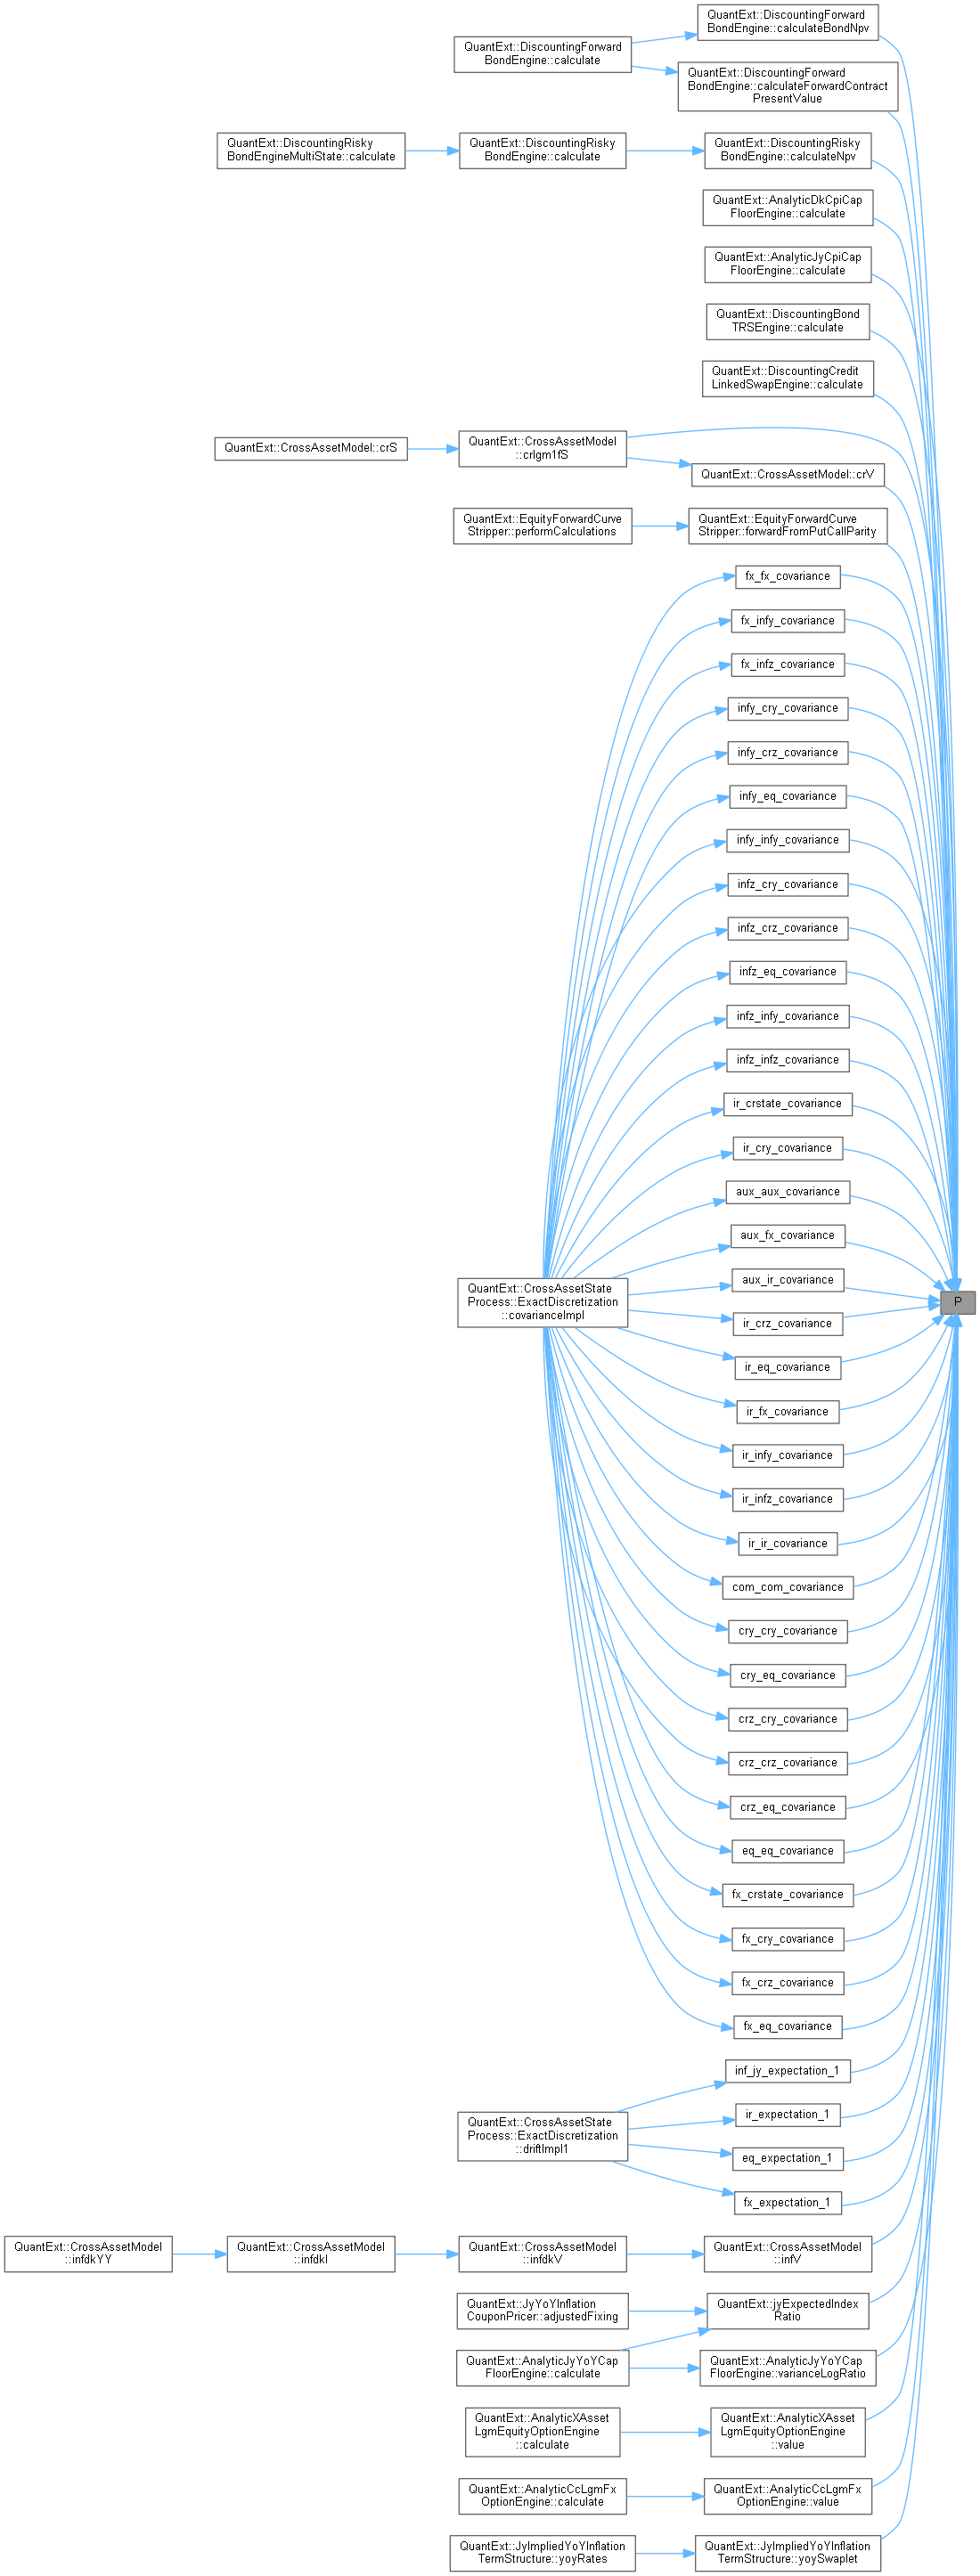 QuantExt::DiscountingForward
BondEngine::calculateBondNpv
QuantExt::DiscountingForward
BondEngine::calculate
QuantExt::DiscountingForward
BondEngine::calculateForwardContract
PresentValue
QuantExt::DiscountingRisky
BondEngineMultiState::calculate
QuantExt::DiscountingRisky
BondEngine::calculate
QuantExt::DiscountingRisky
BondEngine::calculateNpv
QuantExt::AnalyticDkCpiCap
FloorEngine::calculate
QuantExt::AnalyticJyCpiCap
FloorEngine::calculate
QuantExt::DiscountingBond
TRSEngine::calculate
QuantExt::DiscountingCredit
LinkedSwapEngine::calculate
QuantExt::CrossAssetModel::crS
QuantExt::CrossAssetModel
::crlgm1fS
QuantExt::CrossAssetModel::crV
QuantExt::EquityForwardCurve
Stripper::performCalculations
QuantExt::EquityForwardCurve
Stripper::forwardFromPutCallParity
fx_fx_covariance
fx_infy_covariance
fx_infz_covariance
infy_cry_covariance
infy_crz_covariance
infy_eq_covariance
infy_infy_covariance
infz_cry_covariance
infz_crz_covariance
infz_eq_covariance
infz_infy_covariance
infz_infz_covariance
ir_crstate_covariance
ir_cry_covariance
aux_aux_covariance
aux_fx_covariance
aux_ir_covariance
QuantExt::CrossAssetState
Process::ExactDiscretization
::covarianceImpl
P
ir_crz_covariance
ir_eq_covariance
ir_fx_covariance
ir_infy_covariance
ir_infz_covariance
ir_ir_covariance
com_com_covariance
cry_cry_covariance
cry_eq_covariance
crz_cry_covariance
crz_crz_covariance
crz_eq_covariance
eq_eq_covariance
fx_crstate_covariance
fx_cry_covariance
fx_crz_covariance
fx_eq_covariance
inf_jy_expectation_1
QuantExt::CrossAssetState
Process::ExactDiscretization
::driftImpl1
ir_expectation_1
eq_expectation_1
fx_expectation_1
QuantExt::CrossAssetModel
::infdkYY
QuantExt::CrossAssetModel
::infdkI
QuantExt::CrossAssetModel
::infdkV
QuantExt::CrossAssetModel
::infV
QuantExt::JyYoYInflation
CouponPricer::adjustedFixing
QuantExt::jyExpectedIndex
Ratio
QuantExt::AnalyticJyYoYCap
FloorEngine::calculate
QuantExt::AnalyticJyYoYCap
FloorEngine::varianceLogRatio
QuantExt::AnalyticXAsset
LgmEquityOptionEngine
::calculate
QuantExt::AnalyticXAsset
LgmEquityOptionEngine
::value
QuantExt::AnalyticCcLgmFx
OptionEngine::calculate
QuantExt::AnalyticCcLgmFx
OptionEngine::value
QuantExt::JyImpliedYoYInflation
TermStructure::yoyRates
QuantExt::JyImpliedYoYInflation
TermStructure::yoySwaplet